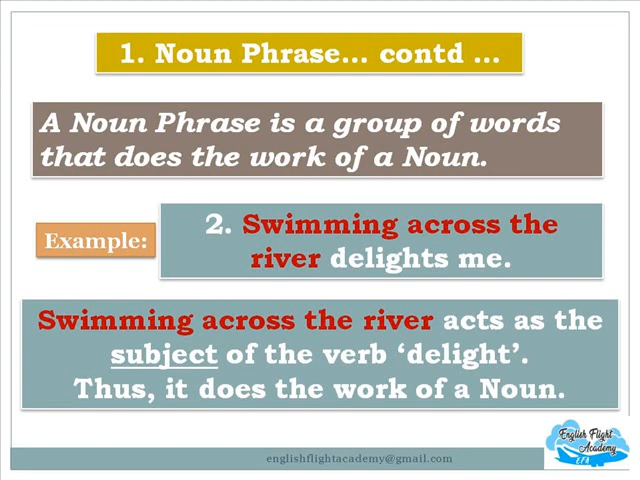 1. Noun Phrase... contd ...
A Noun Phrase is a group of words
that does the work of a Noun.
Example:
2. Swimming across the
river delights me.
Swimming across the river acts as the
subject of the verb ‘delight’.
Thus, it does the work of a Noun.
englishflightacademy@gmail.com
English Flight
Academy
EFA